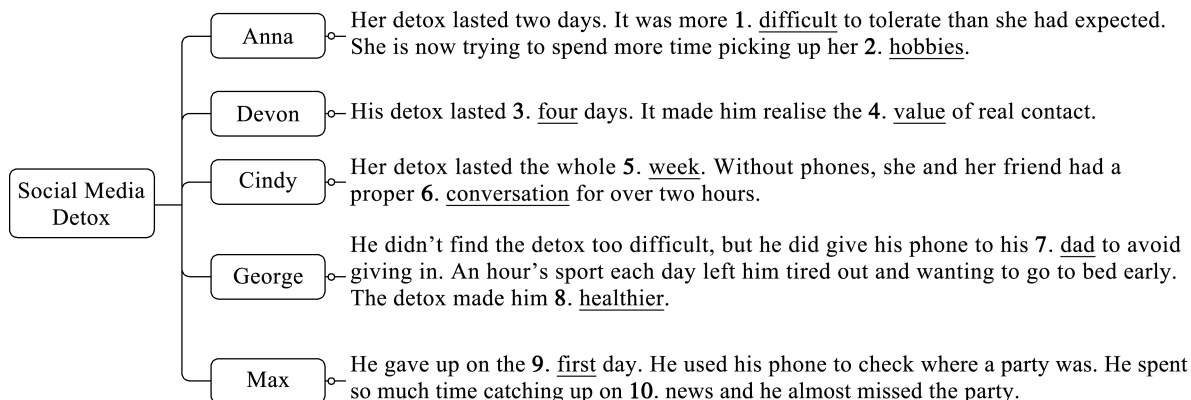 Social Media
Detox
Anna
Her detox lasted two days. It was more 1. difficult to tolerate than she had expected.
She is now trying to spend more time picking up her 2. hobbies.
Devon
His detox lasted 3. four days. It made him realise the 4. value of real contact.
Cindy
Her detox lasted the whole 5. week. Without phones, she and her friend had a
proper 6. conversation for over two hours.
George
He didn't find the detox too difficult, but he did give his phone to his 7. dad to avoid
giving in. An hour's sport each day left him tired out and wanting to go to bed early.
The detox made him 8. healthier.
Max
He gave up on the 9. first day. He used his phone to check where a party was. He spent
so much time catching up on 10. news and he almost missed the party.